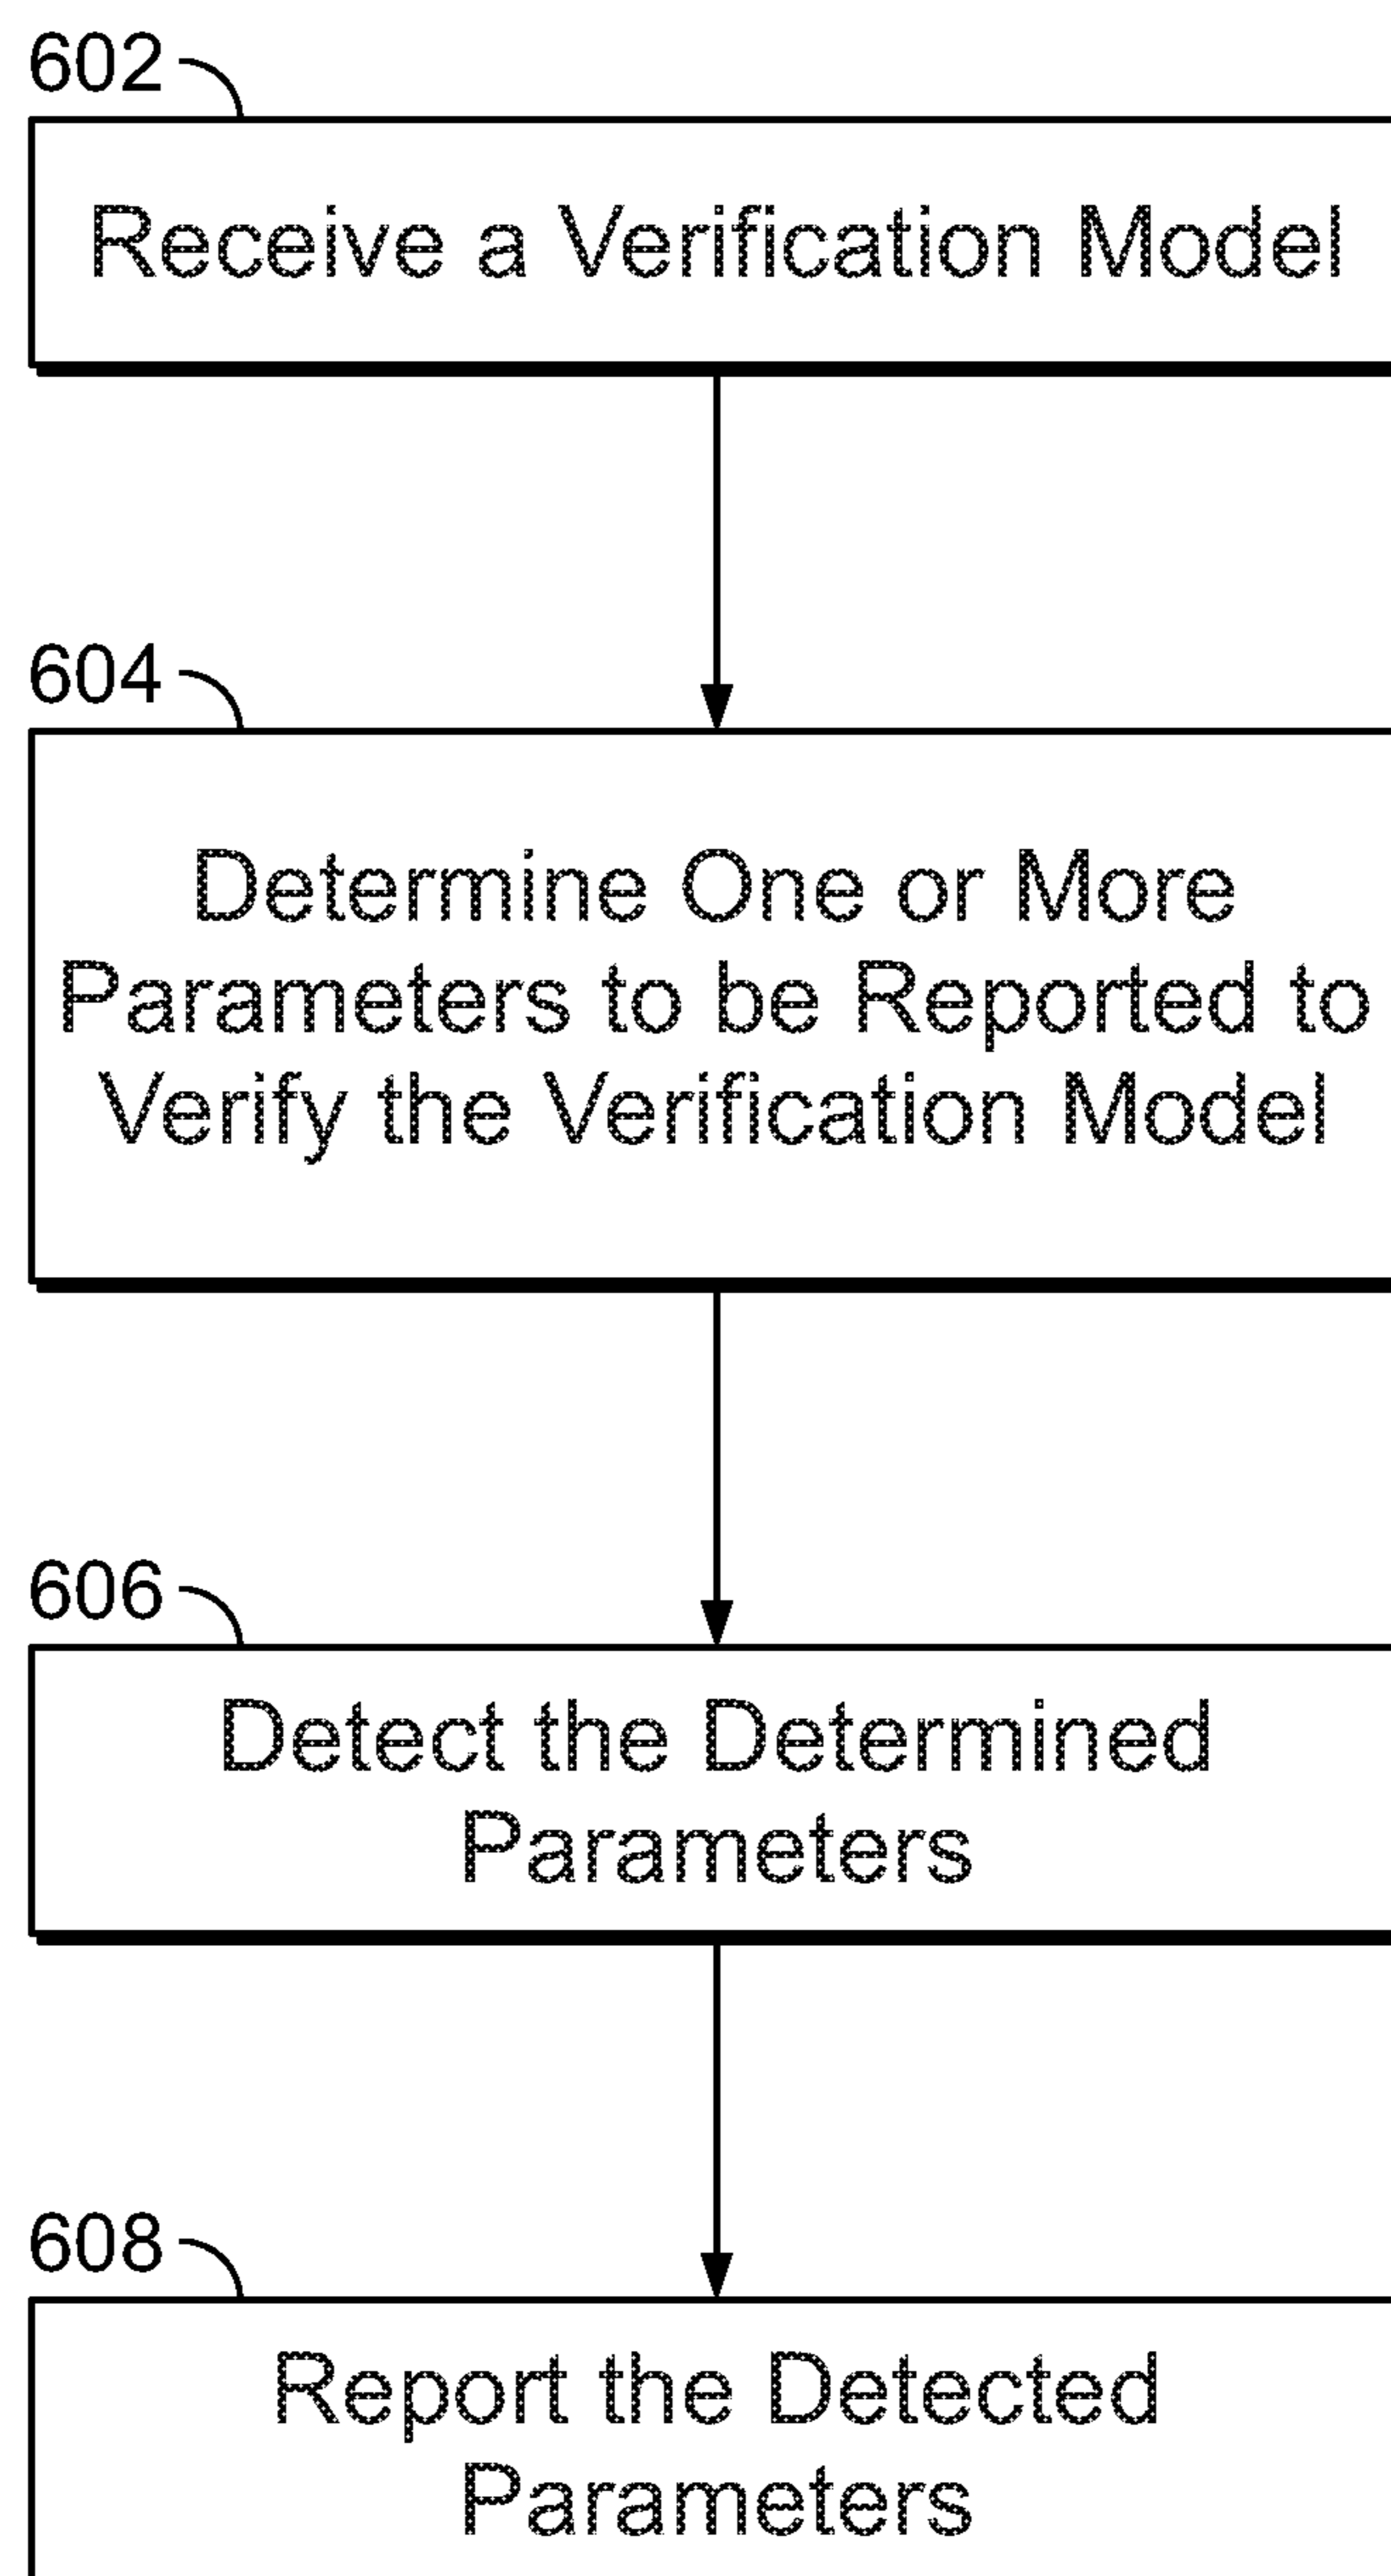 602
Receive a Verification Model
604
Determine One or More
Parameters to be Reported to
Verify the Verification Model
606
Detect the Determined
Parameters
608
Report the Detected
Parameters